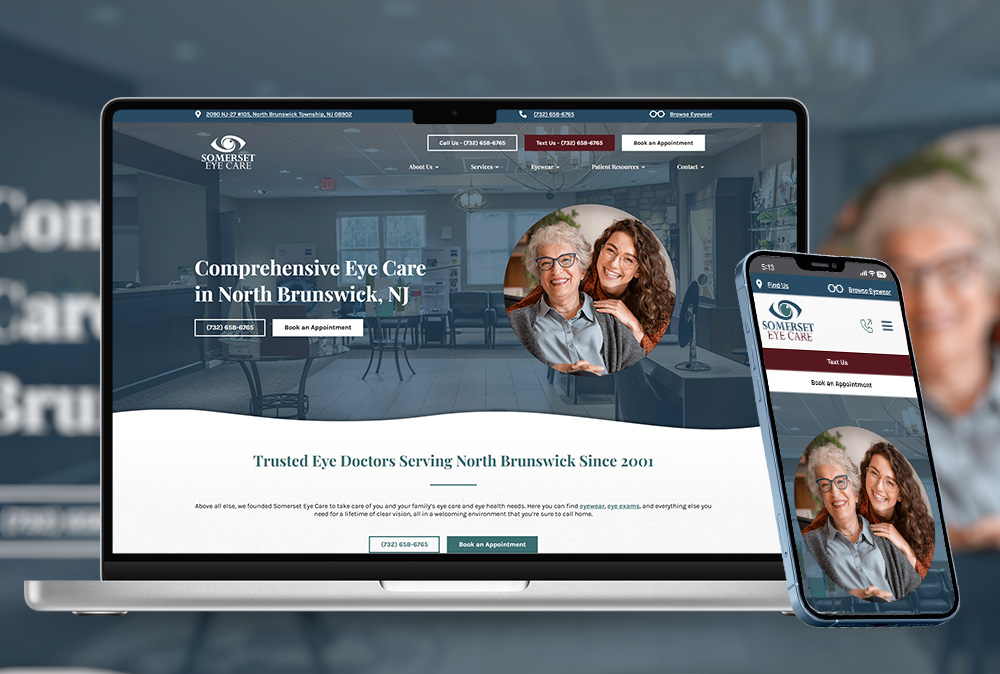 2090 NJ-27 #105, North Brunswick Township, NJ 08902
(732) 658-6765
Browse Eyewear
SOMERSET
EYE CARE
Call Us - (732) 658-6765
Text Us - (732) 658-6765
Book an Appointment
About Us
Services
Eyewear
Patient Resources
Contact
Comprehensive Eye Care
in North Brunswick, NJ
(732) 658-6765
Book an Appointment
Trusted Eye Doctors Serving North Brunswick Since 2001
Above all else, we founded Somerset Eye Care to take care of you and your family's eye care and eye health needs. Here you can find eyewear, eye exams, and everything else you
need for a lifetime of clear vision, all in a welcoming environment that you're sure to call home.
(732) 658-6765
Book an Appointment
5:13
Find Us
Browse Eyewear
SOMERSET
EYE CARE
Text Us
Book an Appointment
Con
Car
Bru